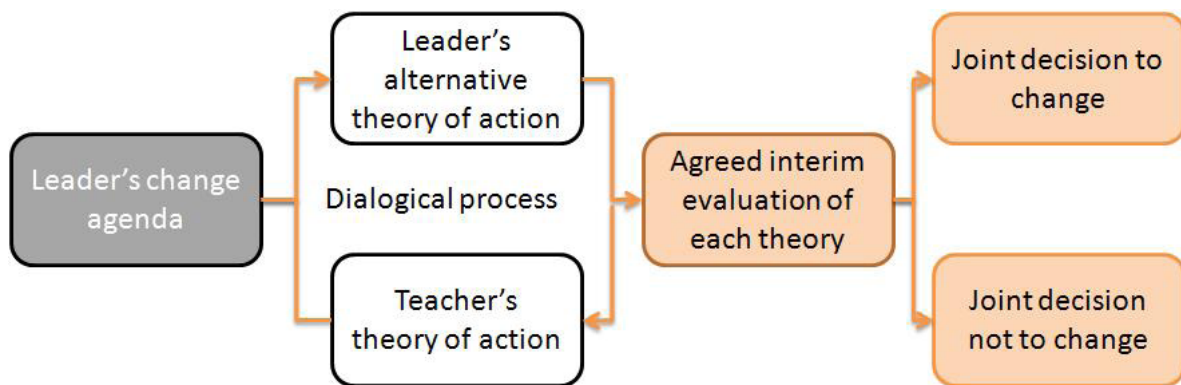 Leader’s change
agenda
Leader’s
alternative
theory of action
Dialogical process
Teacher’s
theory of action
Agreed interim
evaluation of
each theory
Joint decision to
change
Joint decision
not to change